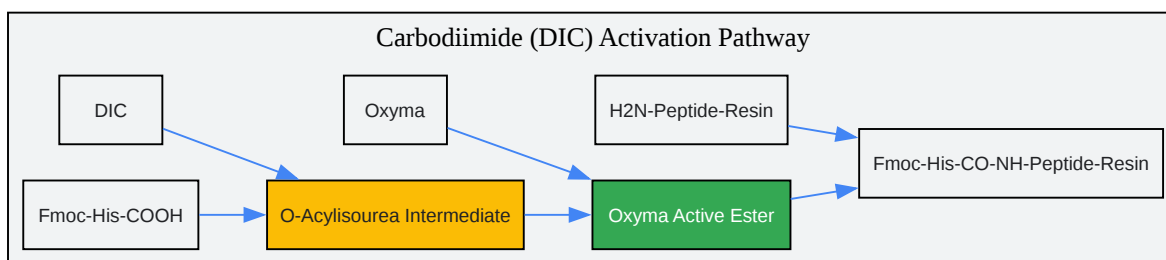 Carbodiimide (DIC) Activation Pathway
DIC
Oxyma
H2N-Peptide-Resin
Fmoc-His-CO-NH-Peptide-Resin
Fmoc-His-COOH
O-Acylisourea Intermediate
Oxyma Active Ester